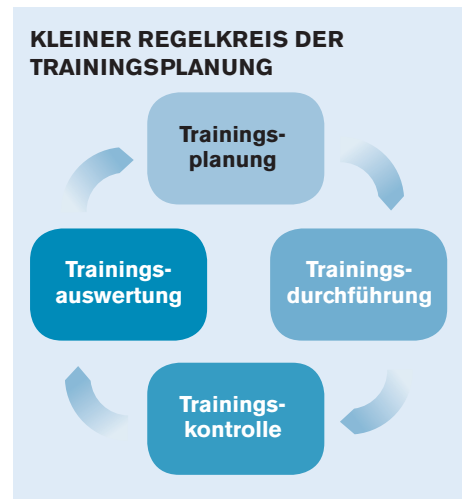 KLEINER REGELKREIS DER
TRAININGSPLANUNG
Trainings-
planung
Trainings-
auswertung
Trainings-
durchführung
Trainings-
kontrolle